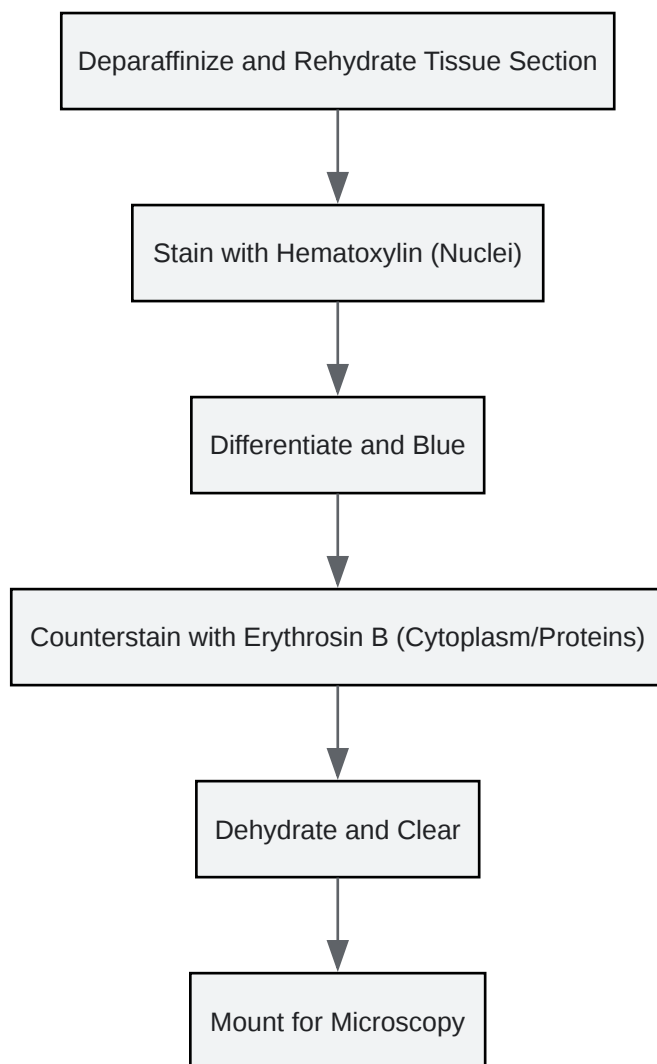 Deparaffinize and Rehydrate Tissue Section
Stain with Hematoxylin (Nuclei)
Differentiate and Blue
Counterstain with Erythrosin B (Cytoplasm/Proteins)
Dehydrate and Clear
Mount for Microscopy